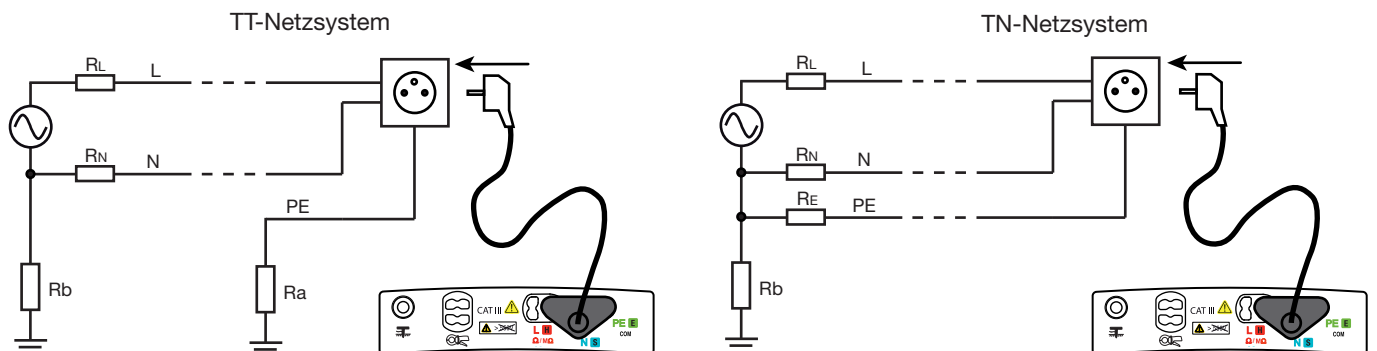 TT-Netzsystem
RL
L
RN
N
PE
Rb
Ra
CAT III
L H
Ω/MΩ
N S
PE E
COM
TN-Netzsystem
RL
L
RN
N
RE
PE
Rb
CAT III
L H
Ω/MΩ
N S
PE E
COM